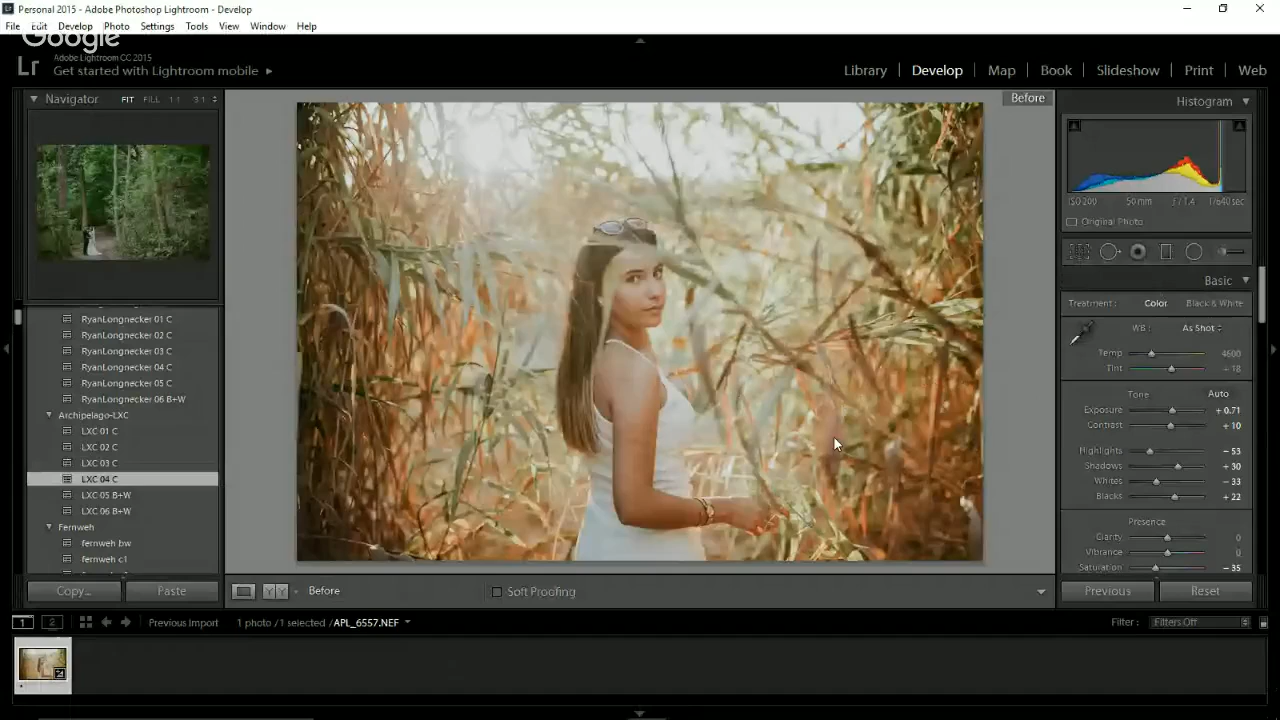 Personal 2015 - Adobe Photoshop Lightroom - Develop
File Edit Develop Photo Settings Tools View Window Help
Google
Lr
Adobe Lightroom CC 2015
Get started with Lightroom mobile
Library Develop Map Book Slideshow Print Web
Navigator FIT FILL 1:1 3:1
RyanLongnecker 01 C
RyanLongnecker 02 C
RyanLongnecker 03 C
RyanLongnecker 04 C
RyanLongnecker 05 C
RyanLongnecker 06 B+W
Archipelago-LXC
LXC 01 C
LXC 02 C
LXC 03 C
LXC 04 C
LXC 05 B+W
LXC 06 B+W
Fernweh
fernweh bw
fernweh c1
Copy... Paste
Before
Histogram
ISO 200 50 mm f / 1.4 1/640 sec
Original Photo
Basic
Treatment : Color Black & White
WB : As Shot
Temp 4600
Tint + 18
Tone Auto
Exposure + 0.71
Contrast + 10
Highlights − 53
Shadows + 30
Whites − 33
Blacks + 22
Presence
Clarity 0
Vibrance 0
Saturation − 35
Previous Reset
Before
Soft Proofing
1 2 Previous Import 1 photo / 1 selected / APL_6557.NEF
Filter : Filters Off